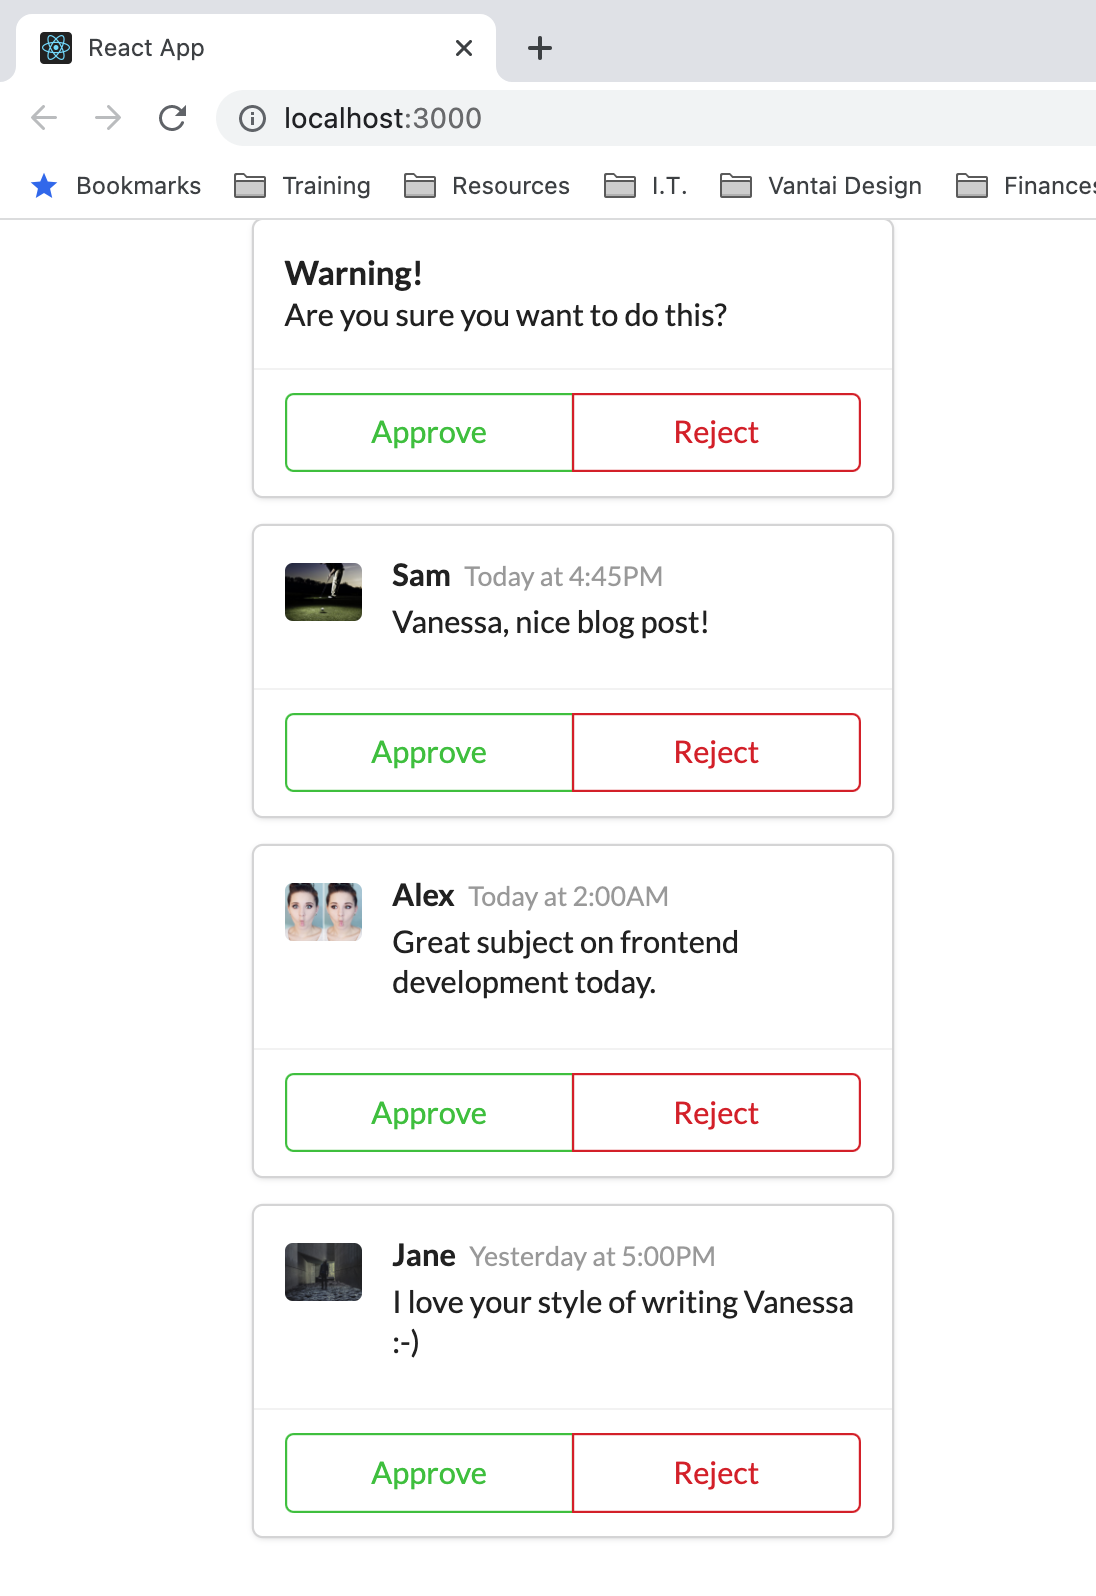 React App
localhost:3000
Bookmarks Training Resources I.T. Vantai Design Finances
Warning!
Are you sure you want to do this?
Approve Reject
Sam Today at 4:45PM
Vanessa, nice blog post!
Approve Reject
Alex Today at 2:00AM
Great subject on frontend
development today.
Approve Reject
Jane Yesterday at 5:00PM
I love your style of writing Vanessa
:-)
Approve Reject